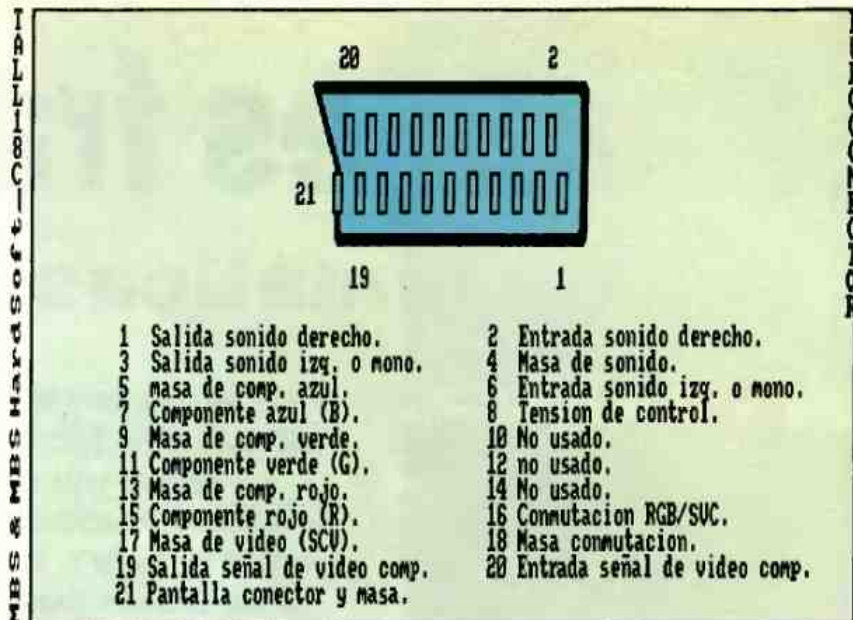 20 2
21
19 1
1 Salida sonido derecho.
3 Salida sonido izq. o mono.
5 masa de comp. azul.
7 Componente azul (B).
9 Masa de comp. verde.
11 Componente verde (G).
13 Masa de comp. rojo.
15 Componente rojo (R).
17 Masa de video (SCV).
19 Salida señal de video comp.
21 Pantalla conector y masa.
2 Entrada sonido derecho.
4 Masa de sonido.
6 Entrada sonido izq. o mono.
8 Tension de control.
10 No usado.
12 no usado.
14 No usado.
16 Conmutacion RGB/SVC.
18 Masa conmutacion.
20 Entrada señal de video comp.
MBS & MBS HardSoft